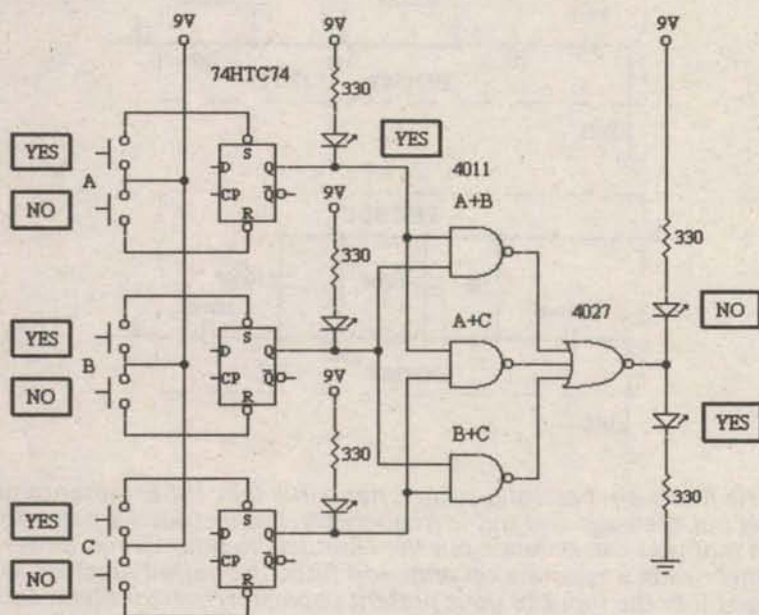 9V
9V
9V
74HTC74
330
YES
A
NO
S
D
Q
CP
Q
R
YES
4011
A+B
9V
330
330
4027
NO
YES
B
NO
S
D
Q
CP
Q
R
A+C
9V
YES
B+C
330
330
YES
C
NO
S
D
Q
CP
Q
R